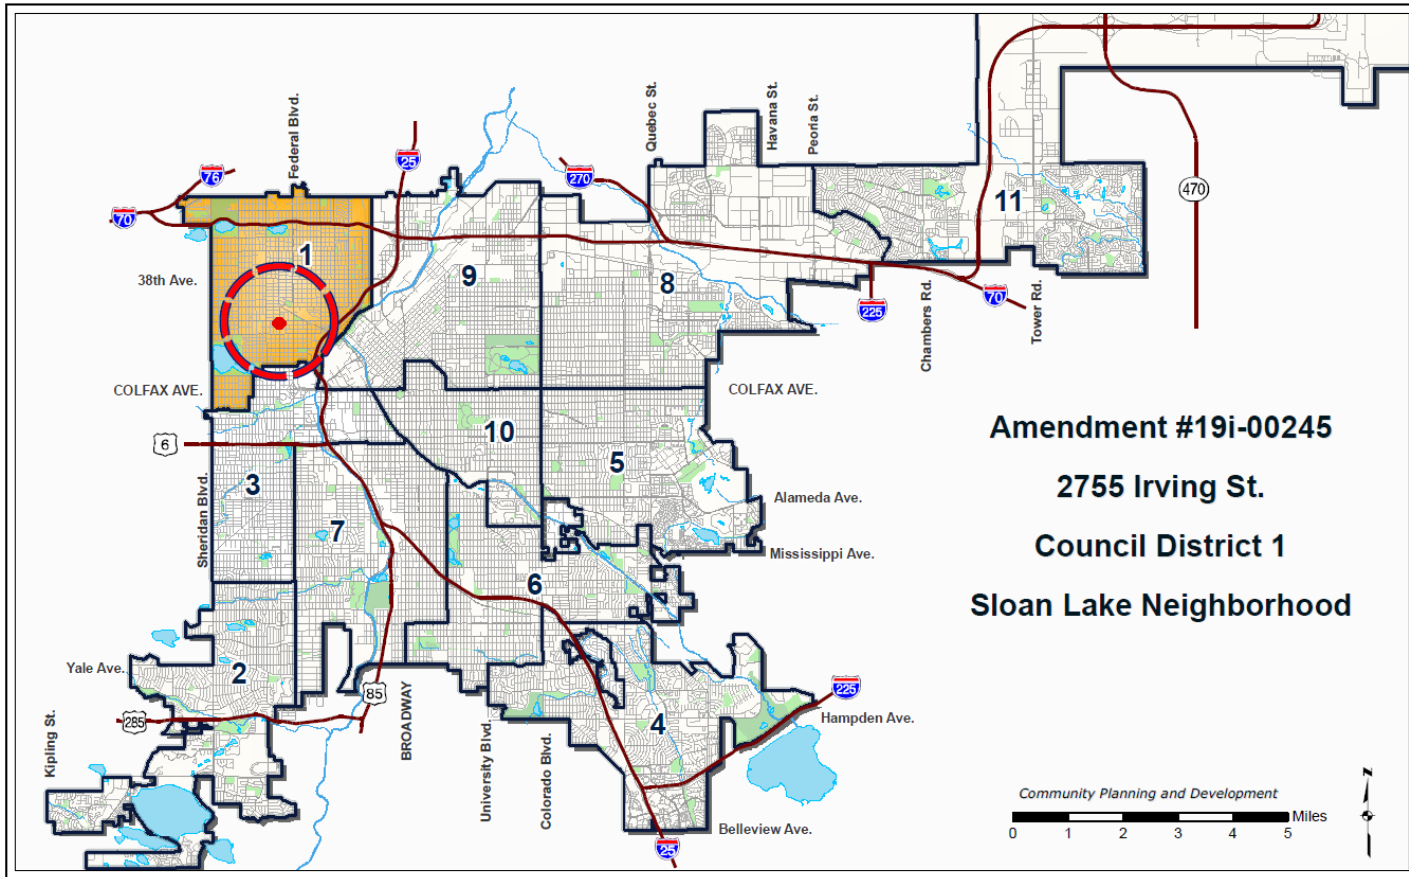 Federal Blvd.
Quebec St.
Havana St.
Peoria St.
76
25
270
70
470
1
9
8
11
38th Ave.
225
Chambers Rd.
70
Tower Rd.
COLFAX AVE.
COLFAX AVE.
6
10
5
3
7
Sheridan Blvd.
Alameda Ave.
Mississippi Ave.
6
Yale Ave.
2
85
285
Kipling St.
BROADWAY
University Blvd.
Colorado Blvd.
4
225
Hampden Ave.
Belleview Ave.
25
Amendment #19i-00245
2755 Irving St.
Council District 1
Sloan Lake Neighborhood
Community Planning and Development
Miles
0 1 2 3 4 5
N